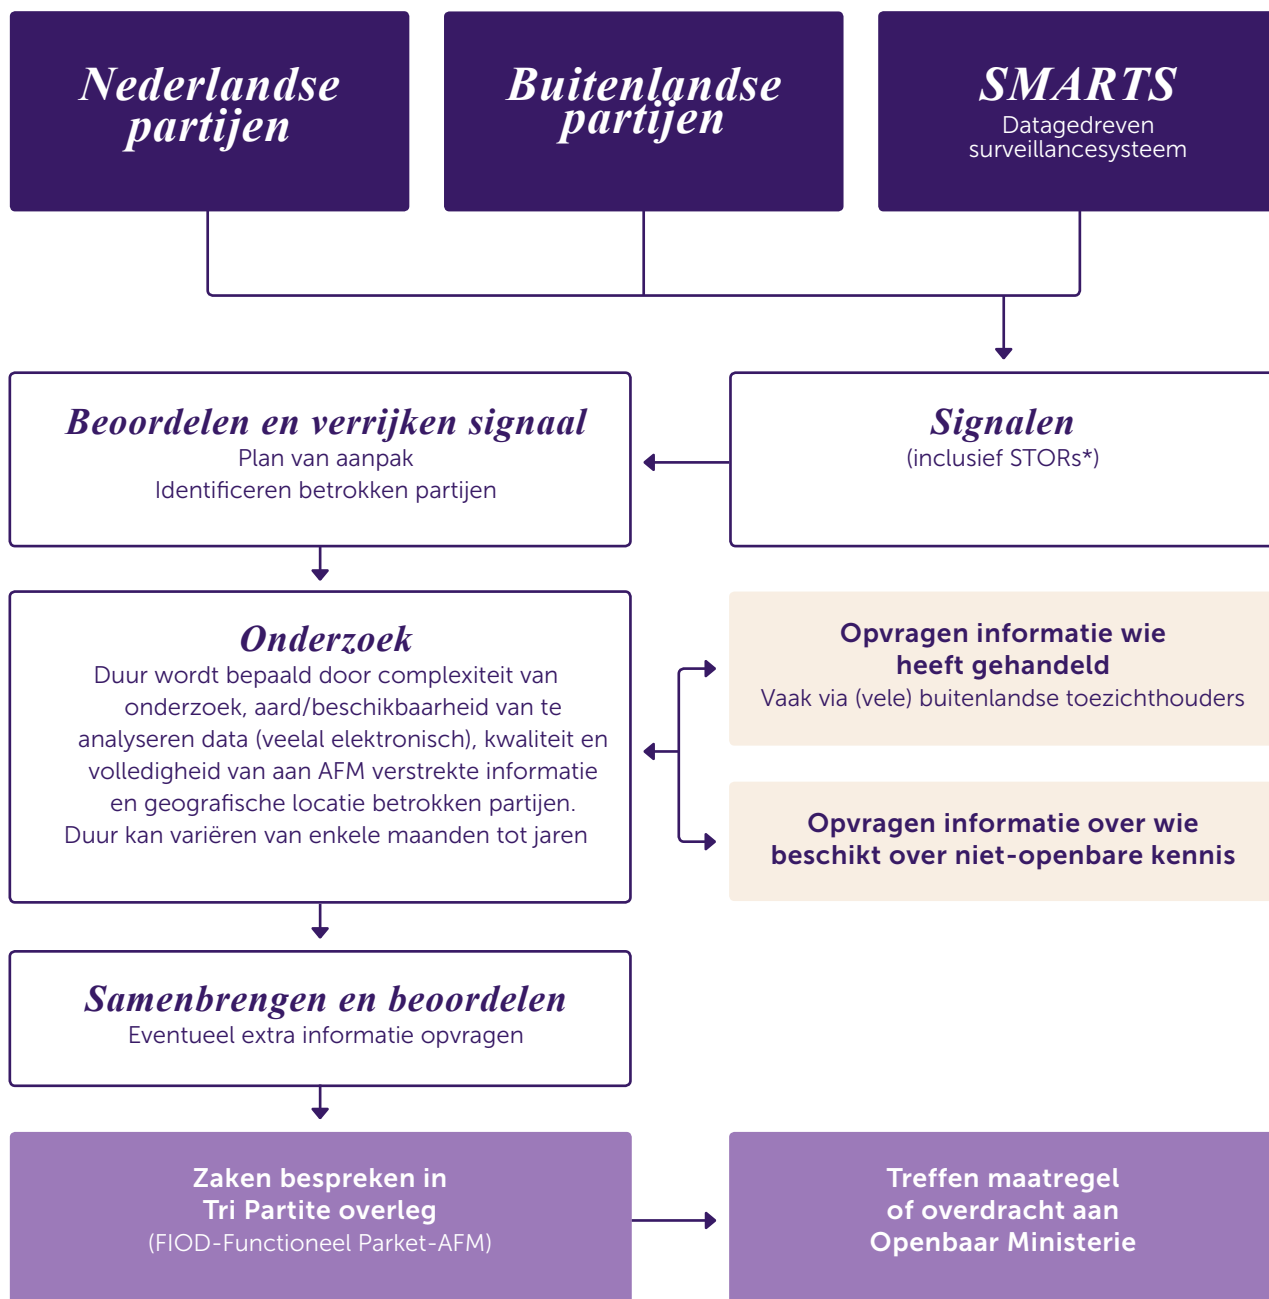 Nederlandse
partijen
Buitenlandse
partijen
SMARTS
Datagedreven
surveillancesysteem
Signalen
(inclusief STORs*)
Beoordelen en verrijken signaal
Plan van aanpak
Identificeren betrokken partijen
Onderzoek
Duur wordt bepaald door complexiteit van
onderzoek, aard/beschikbaarheid van te
analyseren data (veelal elektronisch), kwaliteit en
volledigheid van aan AFM verstrekte informatie
en geografische locatie betrokken partijen.
Duur kan variëren van enkele maanden tot jaren
Opvragen informatie wie
heeft gehandeld
Vaak via (vele) buitenlandse toezichthouders
Opvragen informatie over wie
beschikt over niet-openbare kennis
Samenbrengen en beoordelen
Eventueel extra informatie opvragen
Zaken bespreken in
Tri Partite overleg
(FIOD-Functioneel Parket-AFM)
Treffen maatregel
of overdracht aan
Openbaar Ministerie